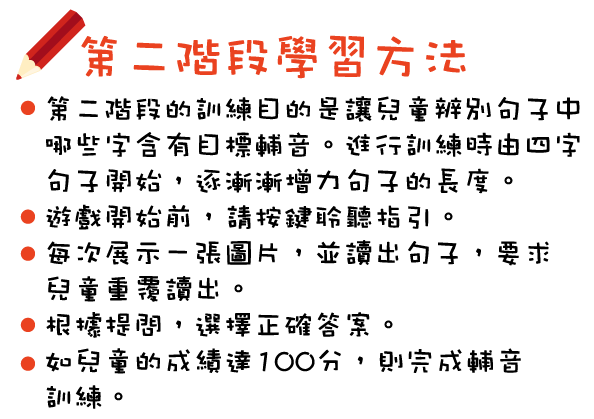 第二階段學習方法
● 第二階段的訓練目的是讓兒童辨別句子中
哪些字含有目標輔音。進行訓練時由四字
句子開始，逐漸漸增力句子的長度。
● 遊戲開始前，請按鍵聆聽指引。
● 每次展示一張圖片，並讀出句子，要求
兒童重覆讀出。
● 根據提問，選擇正確答案。
● 如兒童的成績達100分，則完成輔音
訓練。